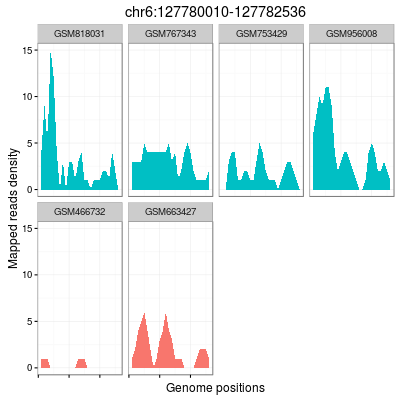 chr6:127780010-127782536
GSM818031 GSM767343 GSM753429 GSM956008
15
10
5
0
GSM466732 GSM663427
15
10
5
0
Mapped reads density
Genome positions